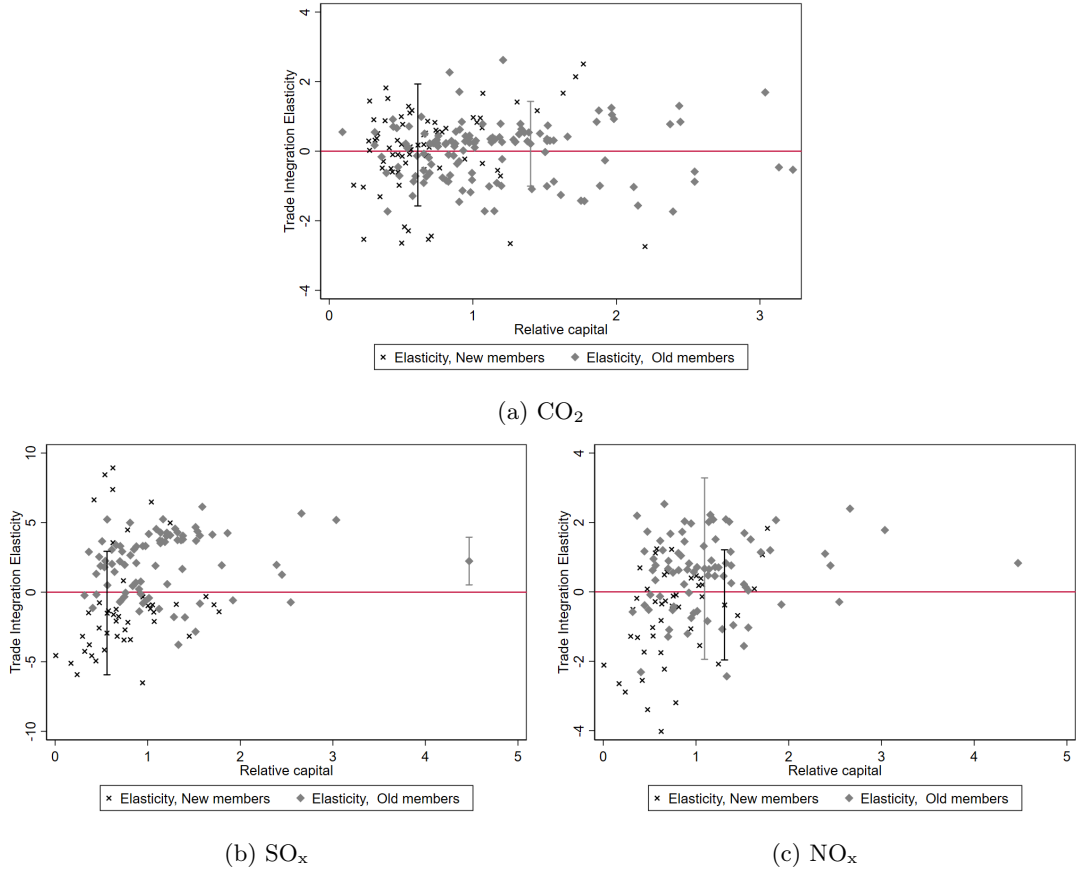 Trade Integration Elasticity
4
2
0
-2
-4
0 1 2 3
Relative capital
Elasticity, New members Elasticity, Old members
(a) CO₂
Trade Integration Elasticity
10
5
0
-5
-10
0 1 2 3 4 5
Relative capital
Elasticity, New members Elasticity, Old members
(b) SOₓ
Trade Integration Elasticity
4
2
0
-2
-4
0 1 2 3 4 5
Relative capital
Elasticity, New members Elasticity, Old members
(c) NOₓ